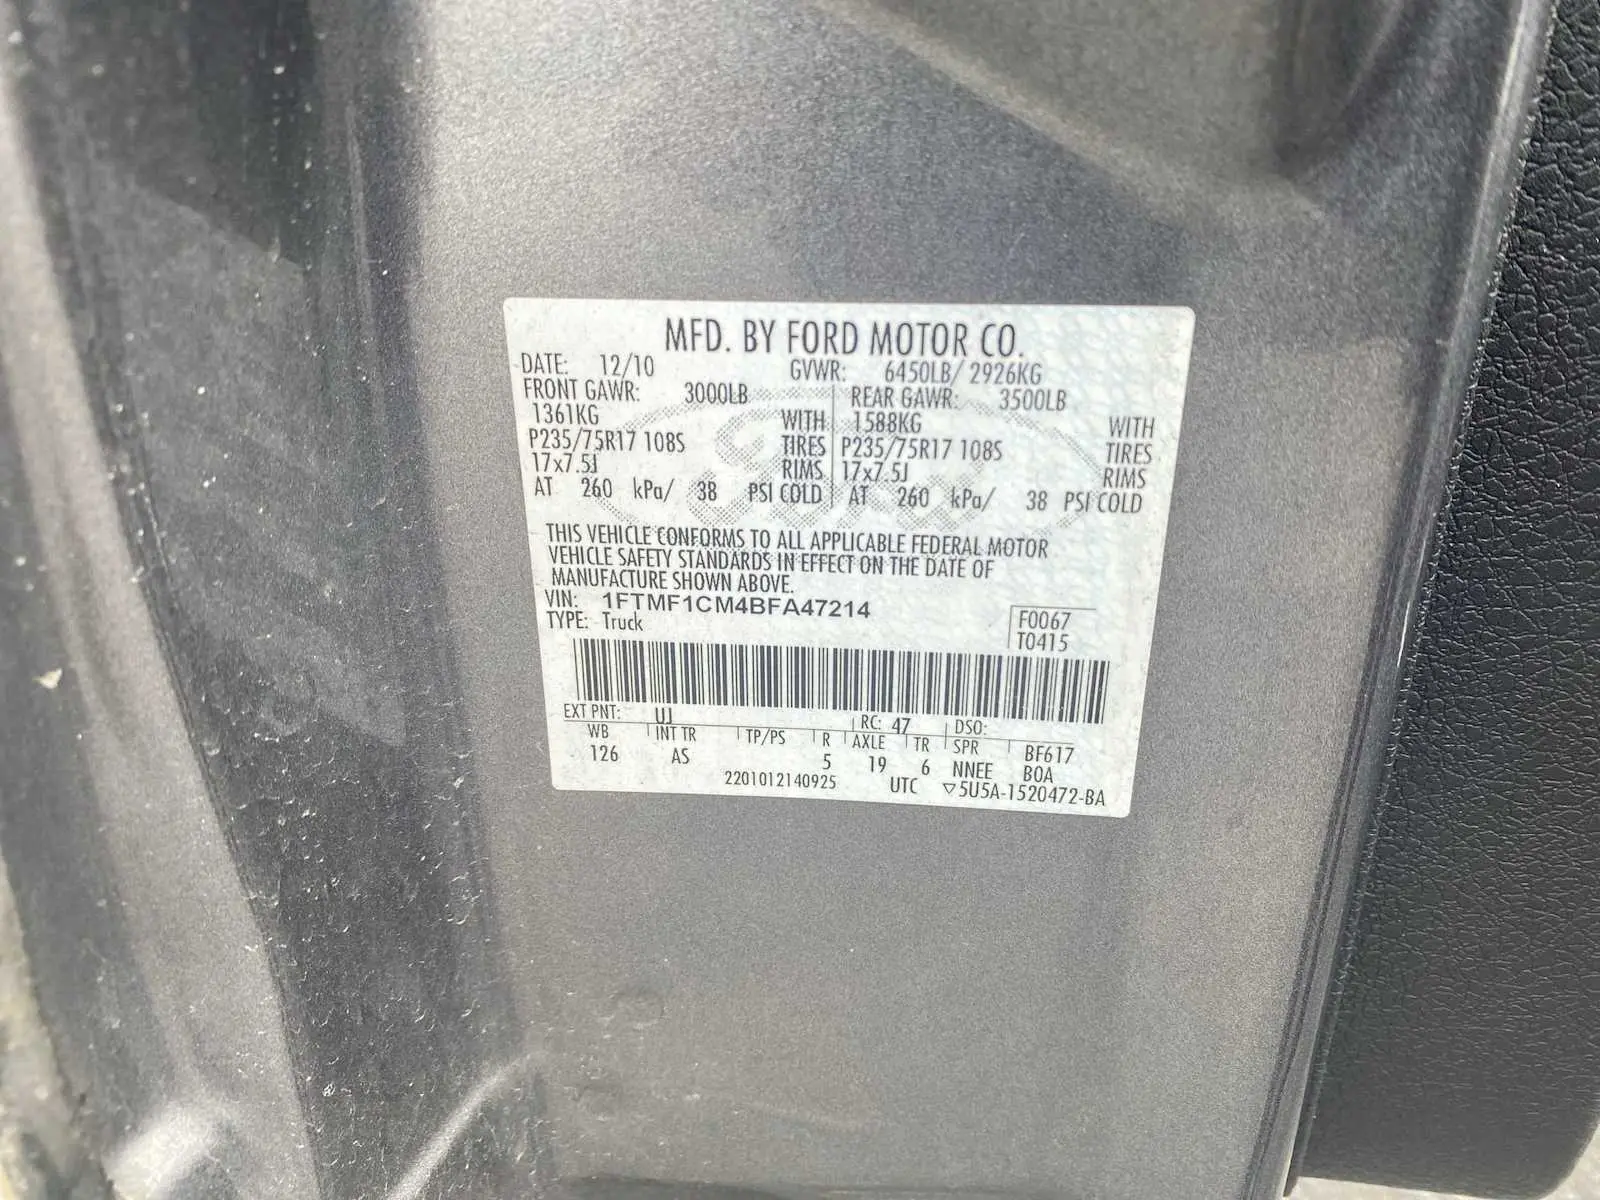 MFD. BY FORD MOTOR CO.
DATE: 12/10 GVWR: 6450LB/ 2926KG
FRONT GAWR: 3000LB REAR GAWR: 3500LB
1361KG WITH 1588KG WITH
P235/75R17 108S TIRES P235/75R17 108S TIRES
17x7.5J RIMS 17x7.5J RIMS
AT 260 kPa/ 38 PSI COLD AT 260 kPa/ 38 PSI COLD
THIS VEHICLE CONFORMS TO ALL APPLICABLE FEDERAL MOTOR
VEHICLE SAFETY STANDARDS IN EFFECT ON THE DATE OF
MANUFACTURE SHOWN ABOVE.
VIN: 1FTMF1CM4BFA47214
TYPE: Truck
F0067
T0415
EXT PNT: UJ RC: 47 DSO:
WB INT TR TP/PS R AXLE TR SPR BF617
126 AS 5 19 6 NNEE BOA
2201012140925 UTC ▽5U5A-1520472-BA